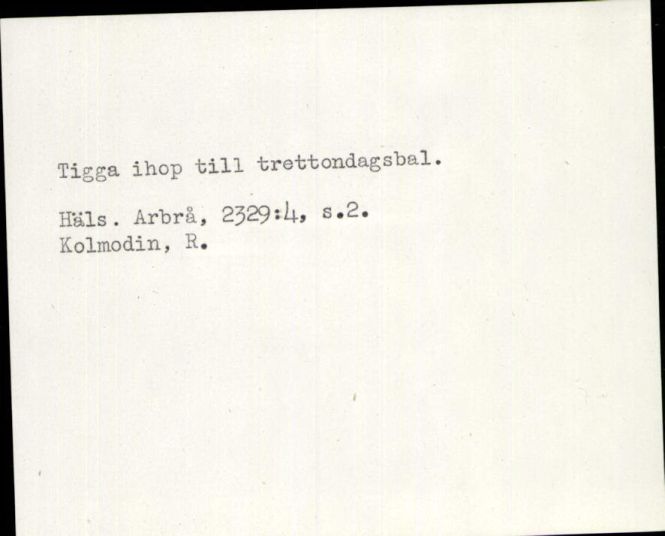 Tigga ihop till trettondagsbal.
Häls. Arbrå, 2329:4, s.2.
Kolmodin, R.